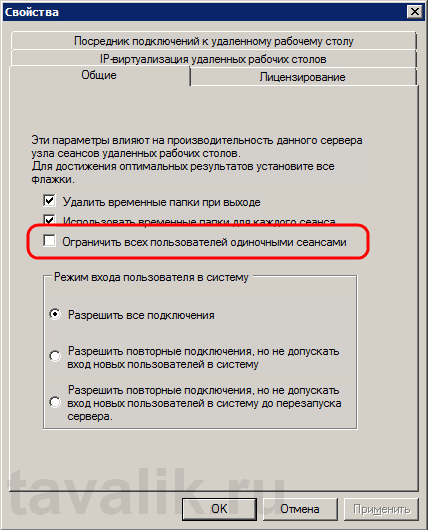 Свойства
Посредник подключений к удаленному рабочему столу
IP-виртуализация удаленных рабочих столов
Общие
Лицензирование
Эти параметры влияют на производительность данного сервера
узла сеансов удаленных рабочих столов.
Для достижения оптимальных результатов установите все
флажки.
Удалить временные папки при выходе
Использовать временные папки для каждого сеанса
Ограничить всех пользователей одиночными сеансами
Режим входа пользователя в систему
Разрешить все подключения
Разрешить повторные подключения, но не допускать
вход новых пользователей в систему
Разрешить повторные подключения, но не допускать
вход новых пользователей в систему до перезапуска
сервера.
tavalik.ru
OK
Отмена
Применить